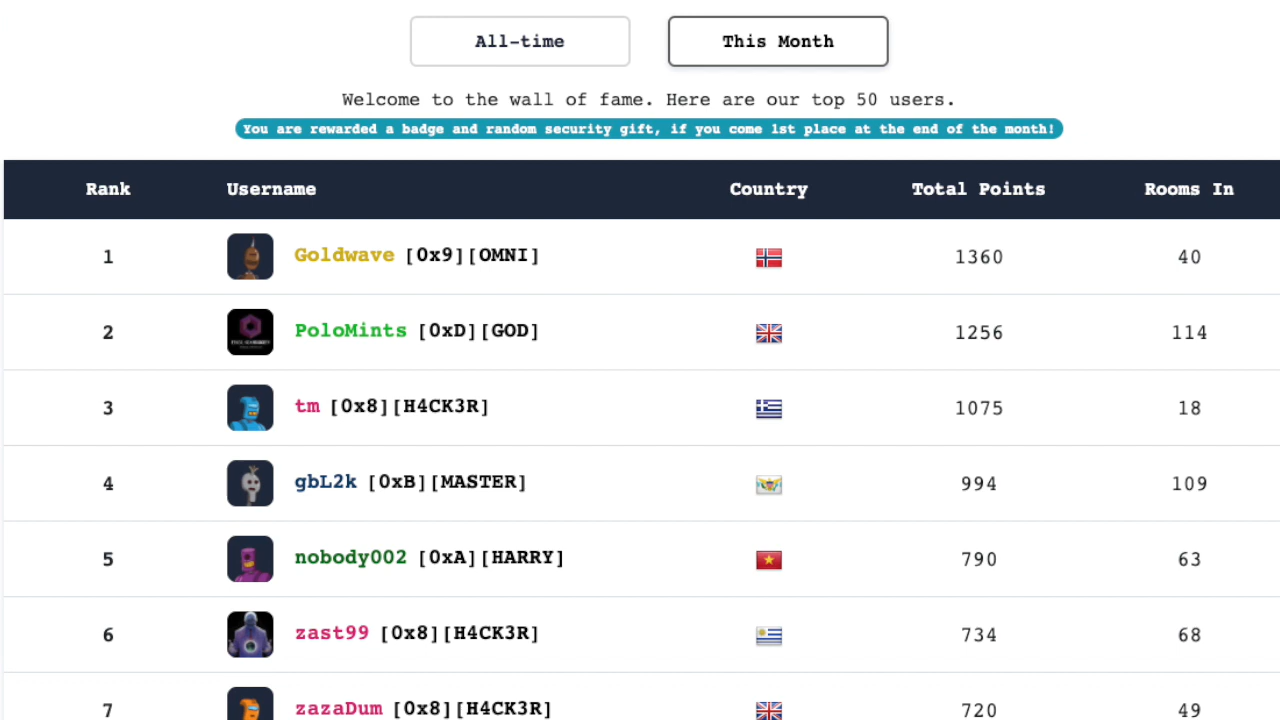 All-time This Month
Welcome to the wall of fame. Here are our top 50 users.
You are rewarded a badge and random security gift, if you come 1st place at the end of the month!
Rank Username Country Total Points Rooms In
1 Goldwave [0x9][OMNI] 1360 40
2 PoloMints [0xD][GOD] 1256 114
3 tm [0x8][H4CK3R] 1075 18
4 gbL2k [0xB][MASTER] 994 109
5 nobody002 [0xA][HARRY] 790 63
6 zast99 [0x8][H4CK3R] 734 68
7 zazaDum [0x8][H4CK3R] 720 49